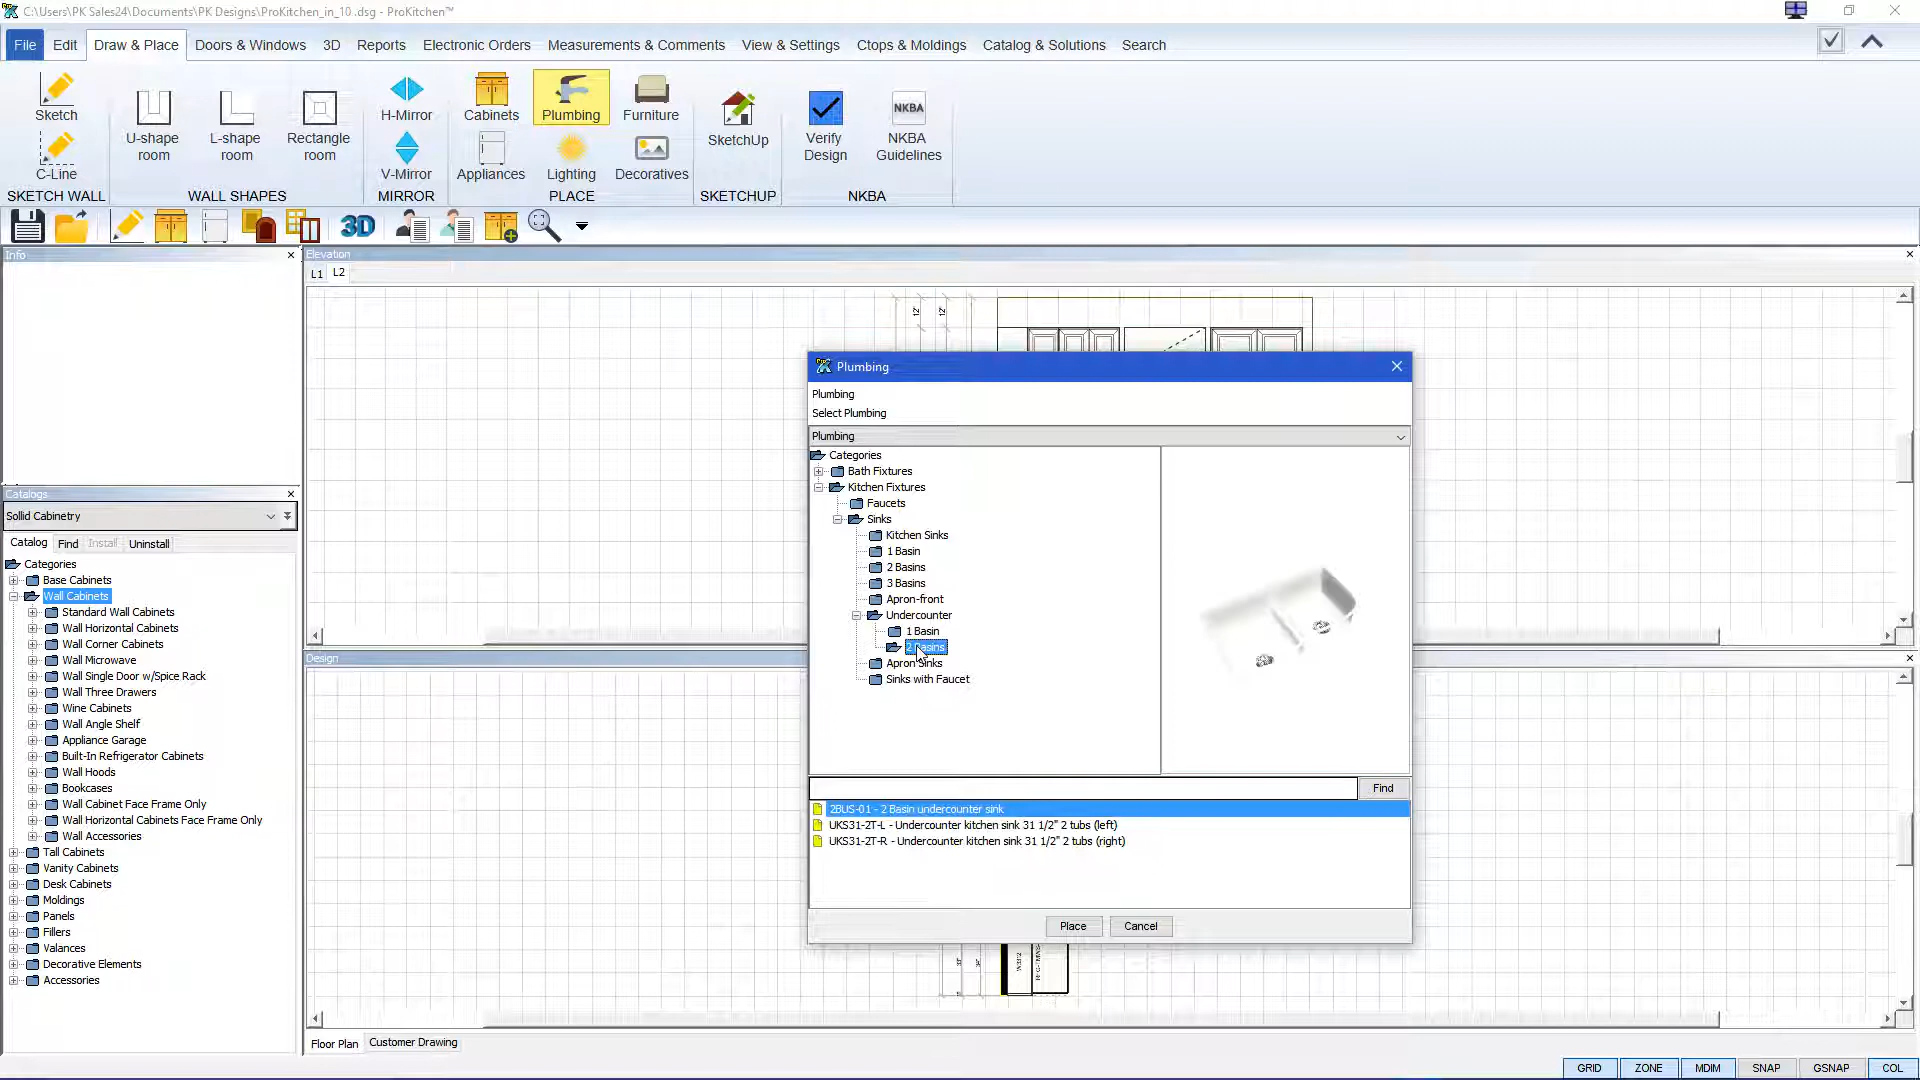 C:\Users\PK Sales24\Documents\PK Designs\ProKitchen_in_10 .dsg - ProKitchen™
File Edit Draw & Place Doors & Windows 3D Reports Electronic Orders Measurements & Comments View & Settings Ctops & Moldings Catalog & Solutions Search
Sketch
C-Line
SKETCH WALL
U-shape room
L-shape room
Rectangle room
WALL SHAPES
H-Mirror
V-Mirror
MIRROR
Cabinets Plumbing Furniture
Appliances Lighting Decoratives
PLACE
SketchUp
SKETCHUP
Verify Design
NKBA
NKBA Guidelines
NKBA
3D
Info
Elevation
L1 L2
12" 12"
Catalogs
Sollid Cabinetry
Catalog Find Install Uninstall
Categories
Base Cabinets
Wall Cabinets
Standard Wall Cabinets
Wall Horizontal Cabinets
Wall Corner Cabinets
Wall Microwave
Wall Single Door w/Spice Rack
Wall Three Drawers
Wine Cabinets
Wall Angle Shelf
Appliance Garage
Built-In Refrigerator Cabinets
Wall Hoods
Bookcases
Wall Cabinet Face Frame Only
Wall Horizontal Cabinets Face Frame Only
Wall Accessories
Tall Cabinets
Vanity Cabinets
Desk Cabinets
Moldings
Panels
Fillers
Valances
Decorative Elements
Accessories
Plumbing
Plumbing
Select Plumbing
Plumbing
Categories
Bath Fixtures
Kitchen Fixtures
Faucets
Sinks
Kitchen Sinks
1 Basin
2 Basins
3 Basins
Apron-front
Undercounter
1 Basin
2 Basins
Apron Sinks
Sinks with Faucet
Find
2BUS-01 - 2 Basin undercounter sink
UKS31-2T-L - Undercounter kitchen sink 31 1/2" 2 tubs (left)
UKS31-2T-R - Undercounter kitchen sink 31 1/2" 2 tubs (right)
Place Cancel
Design
Floor Plan Customer Drawing
GRID ZONE MDIM SNAP GSNAP COL